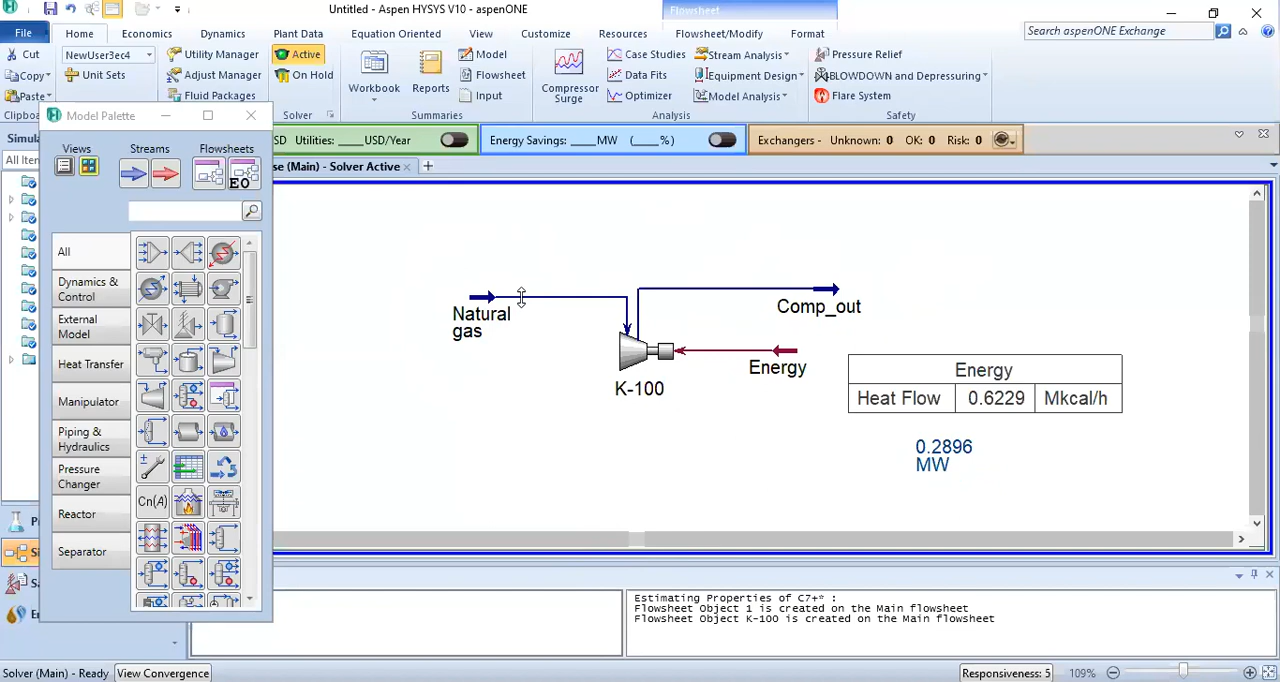 Untitled - Aspen HYSYS V10 - aspenONE
Flowsheet
File
Home
Economics
Dynamics
Plant Data
Equation Oriented
View
Customize
Resources
Flowsheet/Modify
Format
Search aspenONE Exchange
Cut
NewUser3ec4
Utility Manager
Active
Model
Case Studies
Stream Analysis
Pressure Relief
Copy
Unit Sets
Adjust Manager
On Hold
Workbook
Reports
Flowsheet
Compressor
Surge
Data Fits
Equipment Design
BLOWDOWN and Depressuring
Paste
Fluid Packages
Input
Optimizer
Model Analysis
Flare System
Clipboa
Solver
Summaries
Analysis
Safety
Model Palette
Simula
SD Utilities: ____USD/Year
Energy Savings: ____MW (____%)
Exchangers - Unknown: 0 OK: 0 Risk: 0
All Iter
Views
Streams
Flowsheets
se (Main) - Solver Active
EO
All
Dynamics &
Control
External
Model
Heat Transfer
Manipulator
Piping &
Hydraulics
Pressure
Changer
Reactor
Separator
Cn(A)
Natural
gas
Comp_out
K-100
Energy
Energy
Heat Flow 0.6229 Mkcal/h
0.2896
MW
Estimating Properties of C7+* :
Flowsheet Object 1 is created on the Main flowsheet
Flowsheet Object K-100 is created on the Main flowsheet
Solver (Main) - Ready
View Convergence
Responsiveness: 5
109%